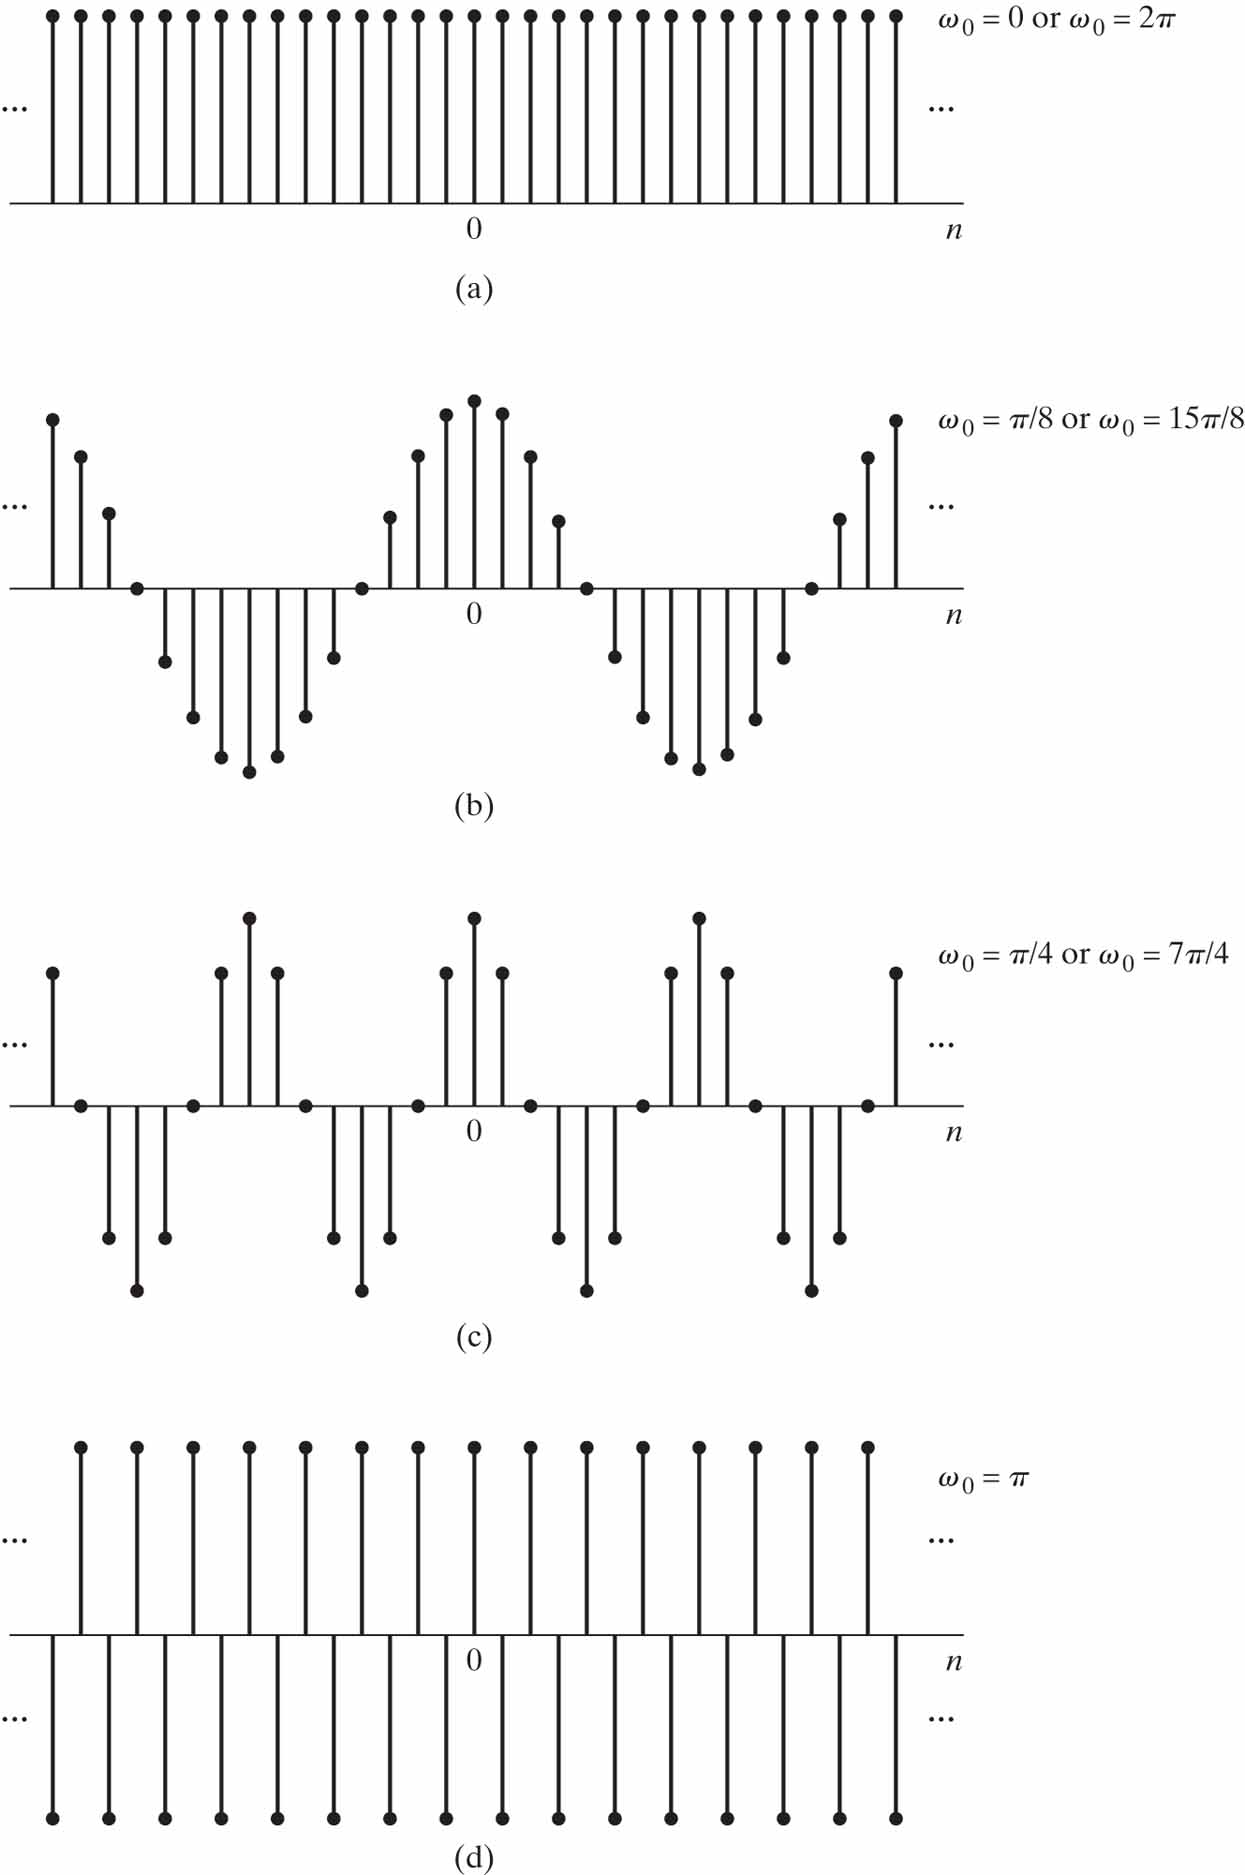 ω₀ = 0 or ω₀ = 2π
... ...
0 n
(a)
ω₀ = π/8 or ω₀ = 15π/8
... ...
0 n
(b)
ω₀ = π/4 or ω₀ = 7π/4
... ...
0 n
(c)
ω₀ = π
... ...
0 n
... ...
(d)